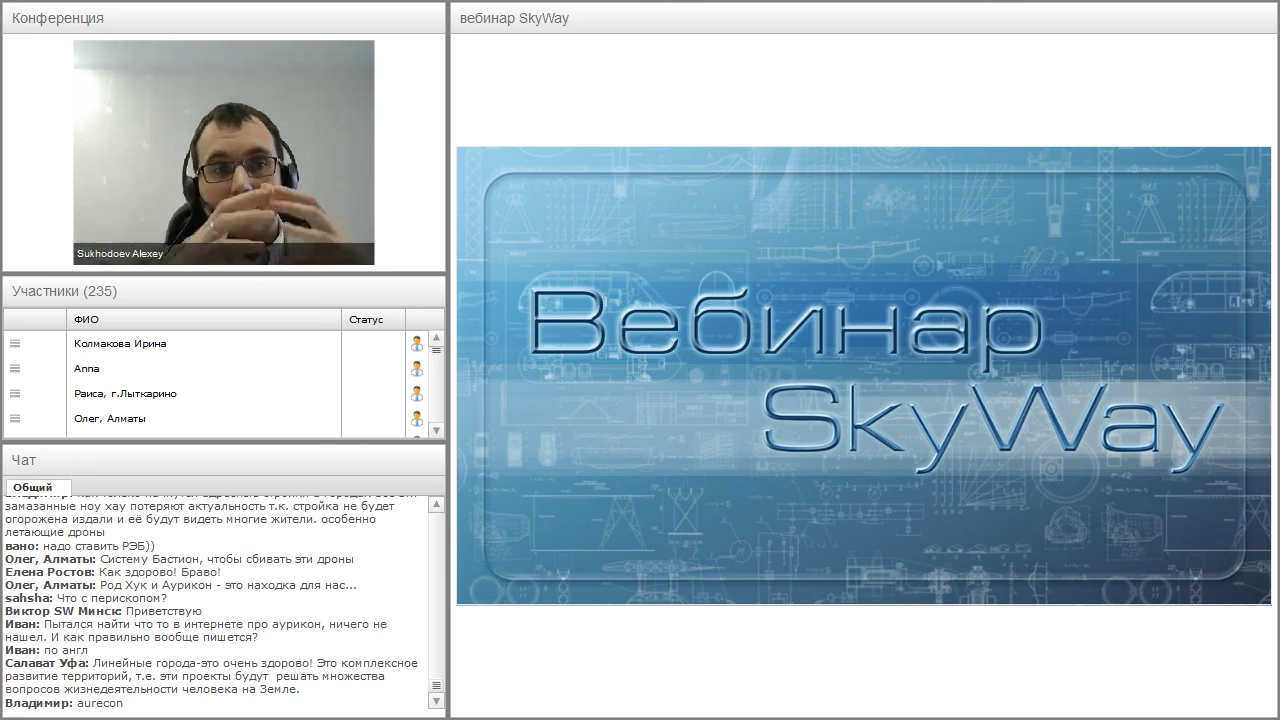 Конференция
Sukhodoev Alexey
Участники (235)
ФИО
Статус
Колмакова Ирина
Anna
Раиса, г.Лыткарино
Олег, Алматы
Чат
Общий
замазанные ноу хау потеряют актуальность т.к. стройка не будет
огорожена издали и её будут видеть многие жители. особенно
летающие дроны
вано: надо ставить РЭБ))
Олег, Алматы: Систему Бастион, чтобы сбивать эти дроны
Елена Ростов: Как здорово! Браво!
Олег, Алматы: Род Хук и Аурикон - это находка для нас...
sahsha: Что с перископом?
Виктор SW Минск: Приветствую
Иван: Пытался найти что то в интернете про аурикон, ничего не
нашел. И как правильно вообще пишется?
Иван: по англ
Салават Уфа: Линейные города-это очень здорово! Это комплексное
развитие территорий, т.е. эти проекты будут решать множества
вопросов жизнедеятельности человека на Земле.
Владимир: aurecon
вебинар SkyWay
Вебинар
SkyWay